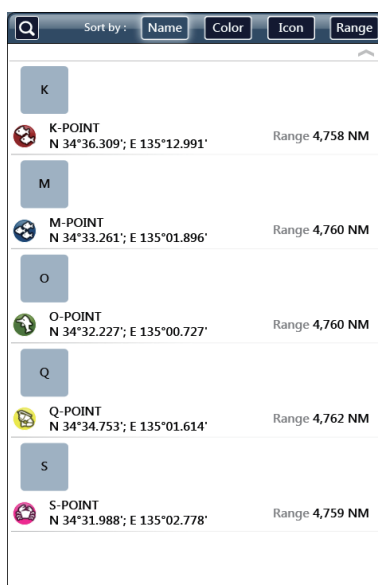 Sort by : Name Color Icon Range
K
K-POINT
N 34°36.309'; E 135°12.991' Range 4,758 NM
M
M-POINT
N 34°33.261'; E 135°01.896' Range 4,760 NM
O
O-POINT
N 34°32.227'; E 135°00.727' Range 4,760 NM
Q
Q-POINT
N 34°34.753'; E 135°01.614' Range 4,762 NM
S
S-POINT
N 34°31.988'; E 135°02.778' Range 4,759 NM